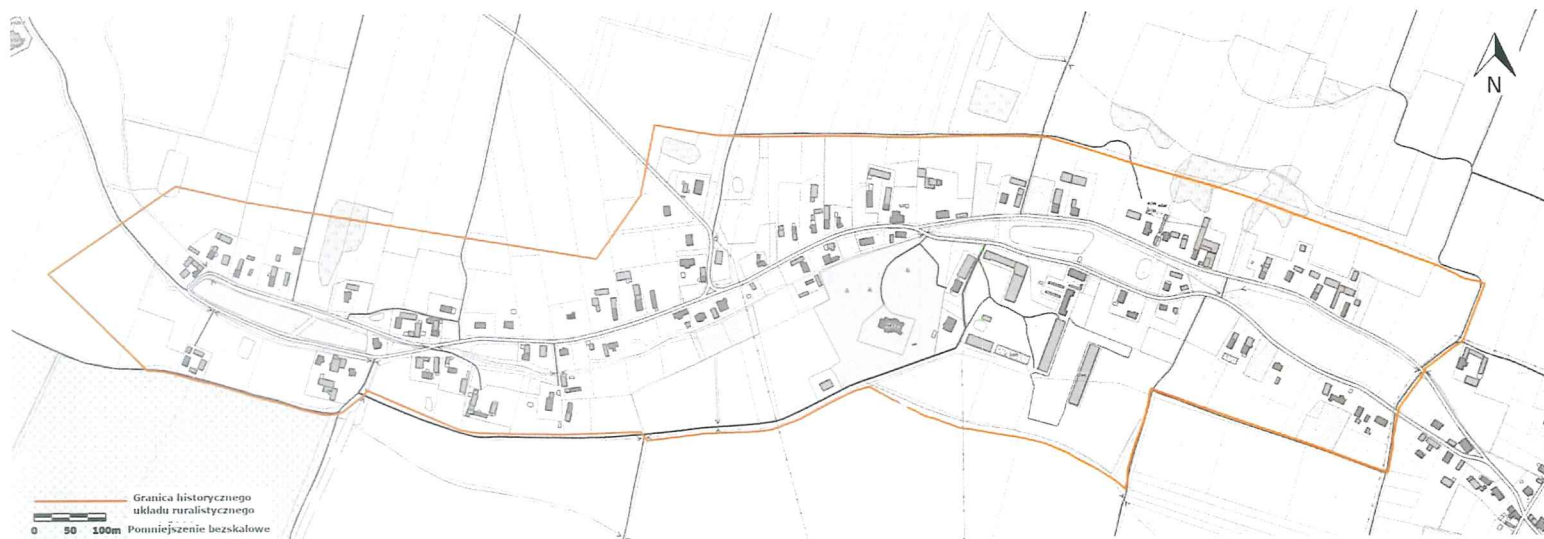 N
Granica historycznego
układu ruralistycznego
0 50 100m Pomniejszenie bezskalowe